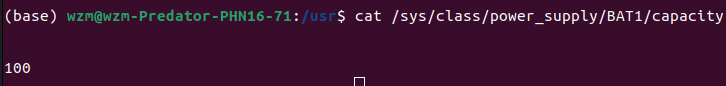 (base) wzm@wzm-Predator-PHN16-71:/usr$ cat /sys/class/power_supply/BAT1/capacity
100